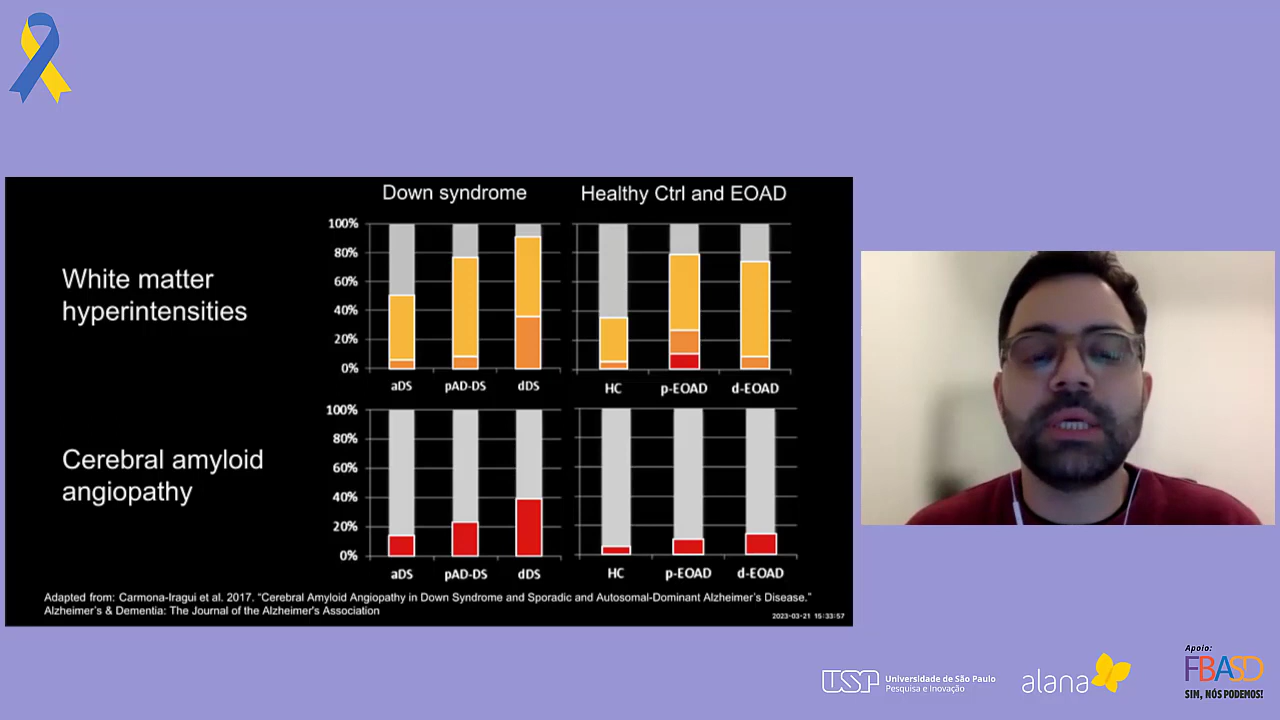 Down syndrome
Healthy Ctrl and EOAD
White matter
hyperintensities
100%
80%
60%
40%
20%
0%
aDS
pAD-DS
dDS
HC
p-EOAD
d-EOAD
Cerebral amyloid
angiopathy
100%
80%
60%
40%
20%
0%
aDS
pAD-DS
dDS
HC
p-EOAD
d-EOAD
Adapted from: Carmona-Iragui et al. 2017. “Cerebral Amyloid Angiopathy in Down Syndrome and Sporadic and Autosomal-Dominant Alzheimer’s Disease.”
Alzheimer’s & Dementia: The Journal of the Alzheimer's Association
2023-03-21 15:33:57
USP
Universidade de São Paulo
Pesquisa e Inovação
alana
Apoio:
FBASD
SIM, NÓS PODEMOS!